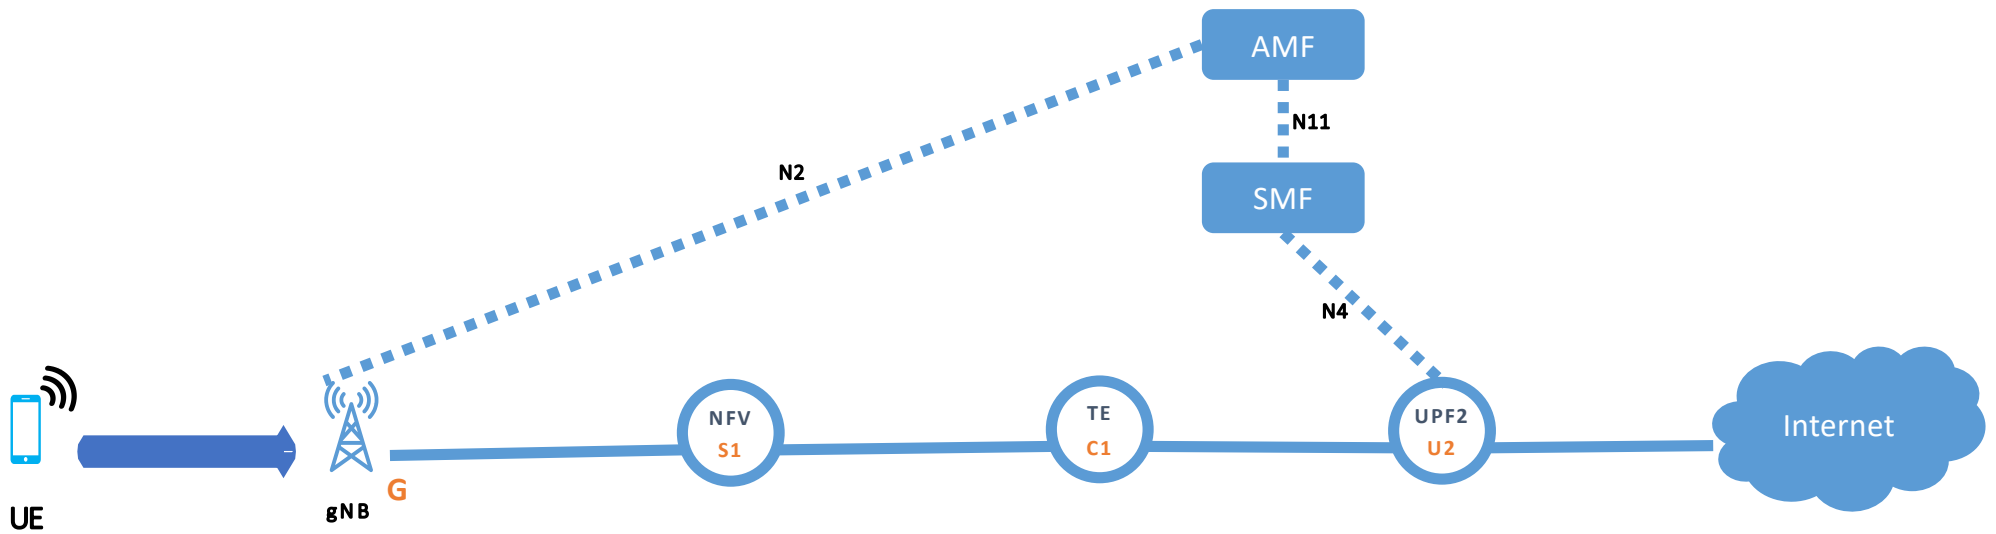 AMF
N11
N2
SMF
N4
NFV
S1
TE
C1
UPF2
U2
Internet
G
gNB
UE